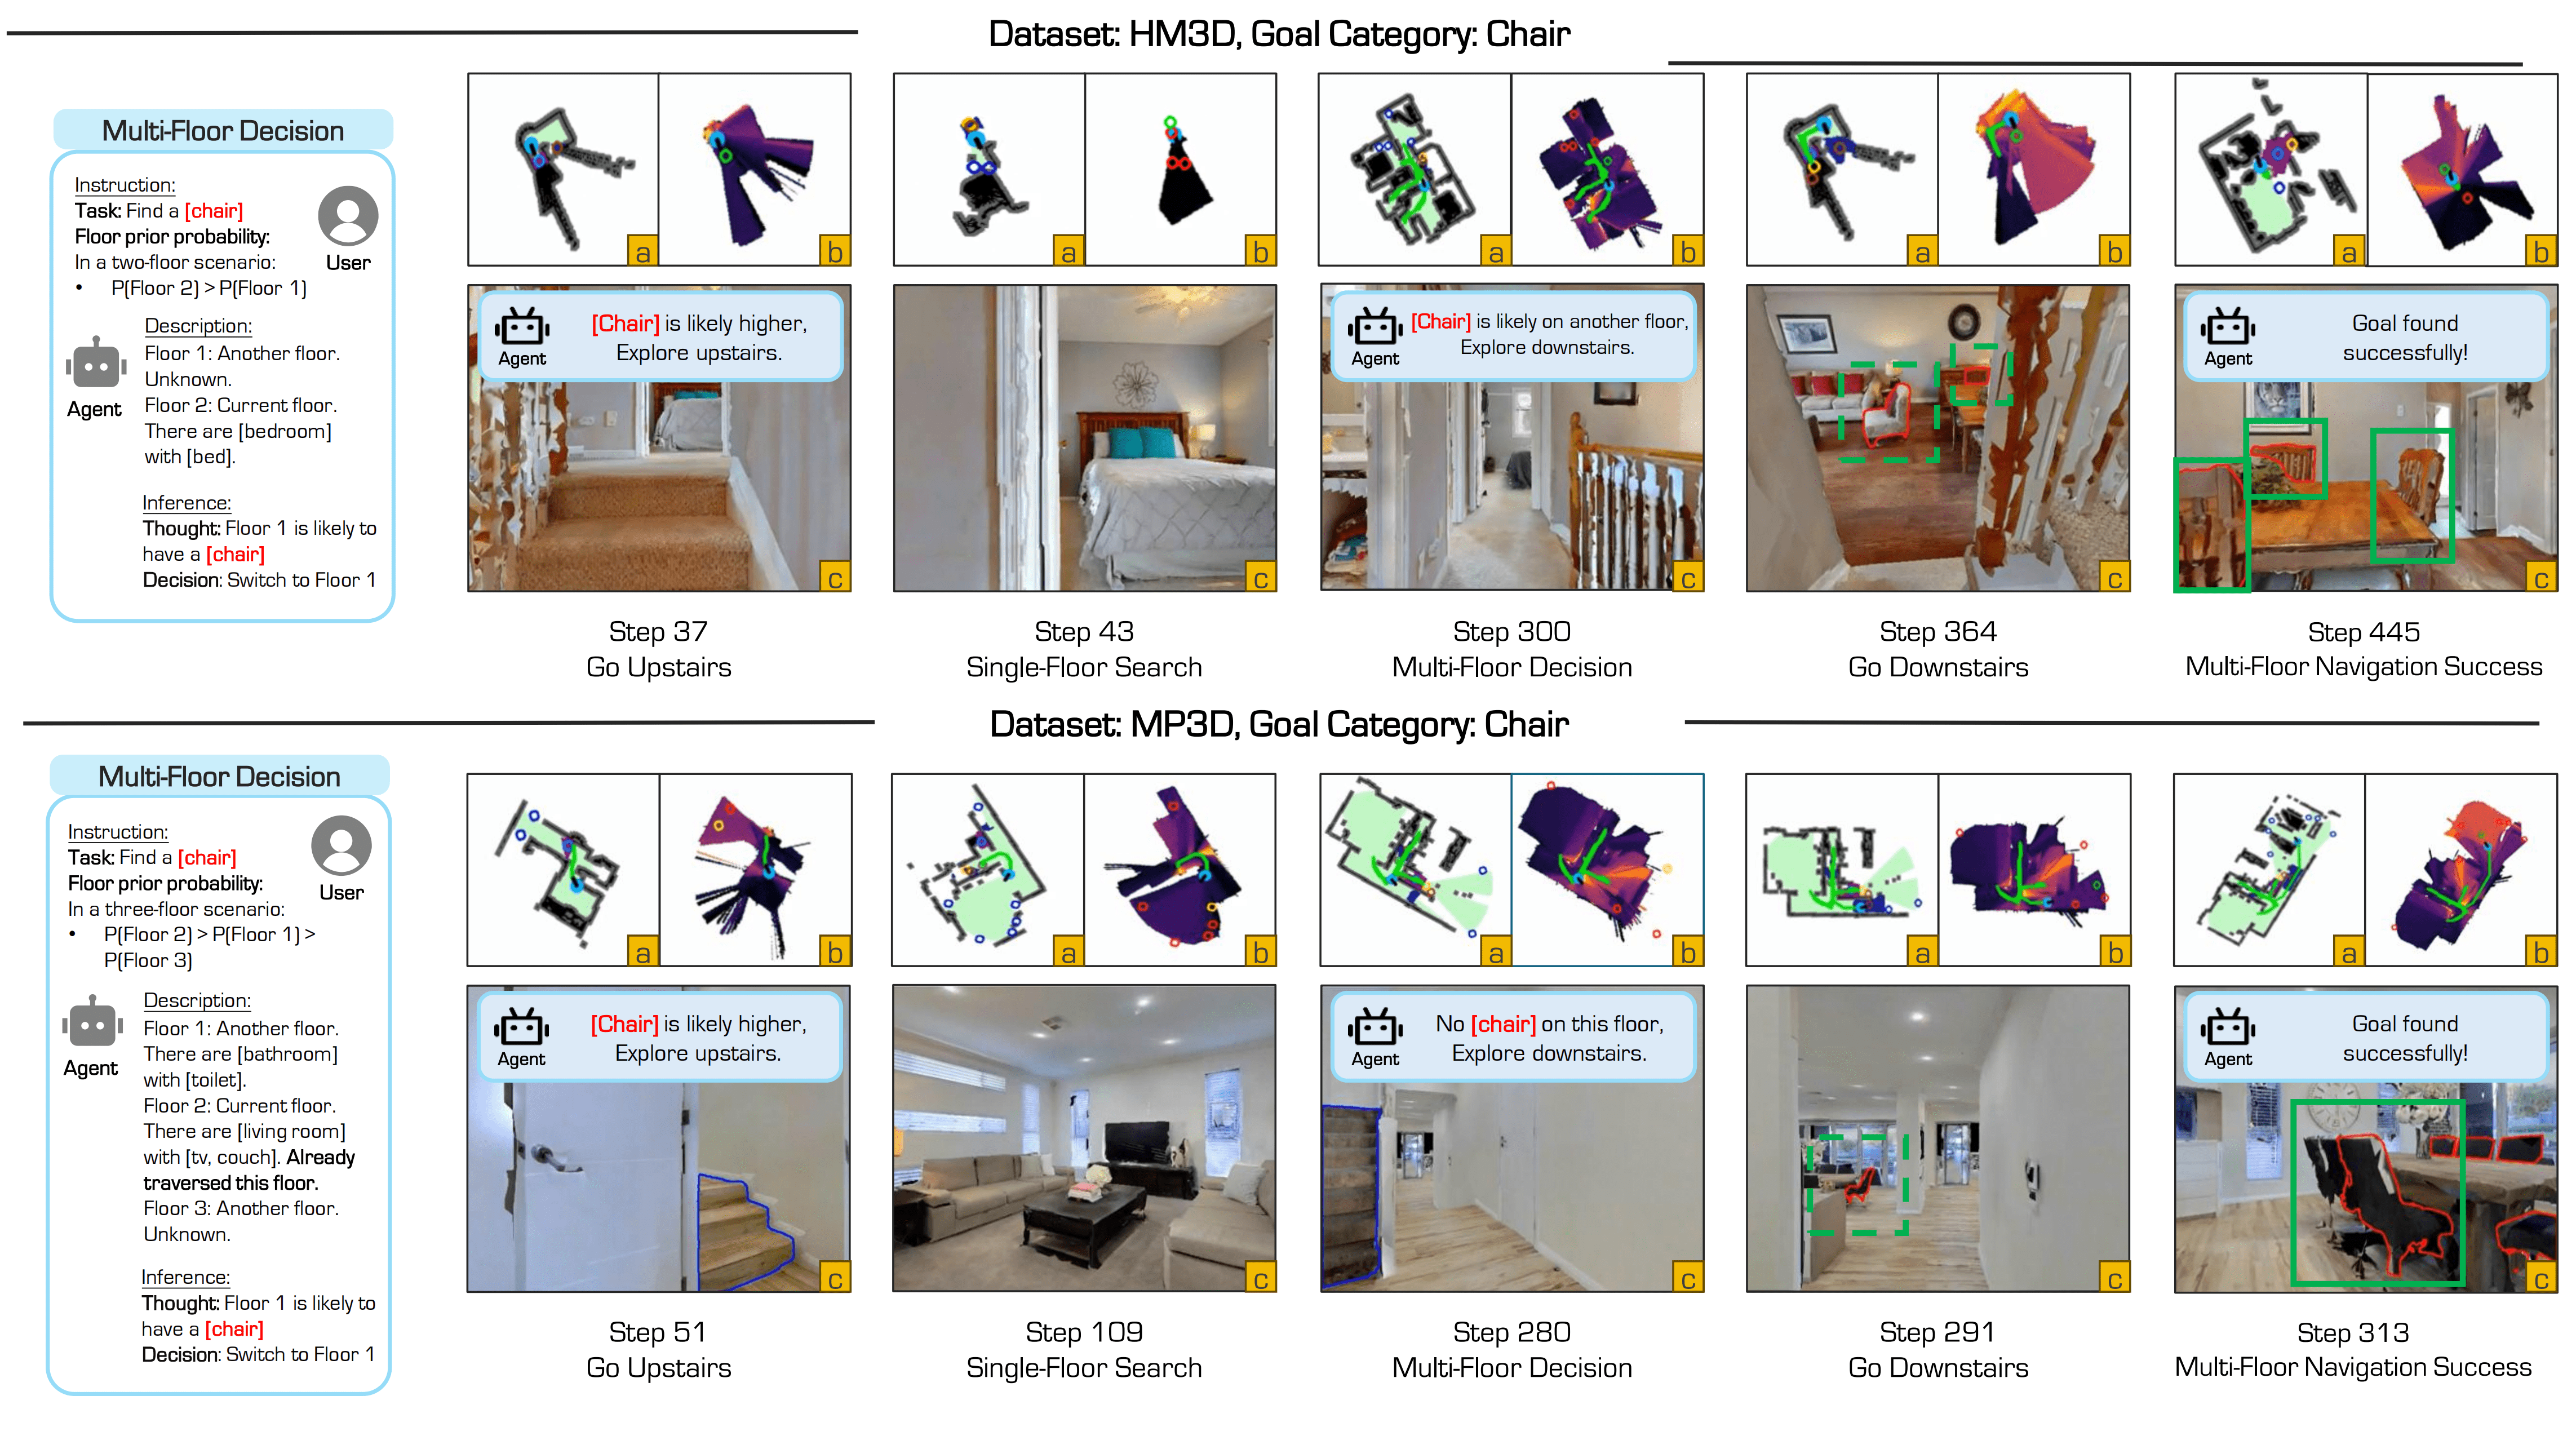 Dataset: HM3D, Goal Category: Chair
Multi-Floor Decision
Instruction:
Task: Find a [chair]
Floor prior probability:
In a two-floor scenario:
• P(Floor 2) > P(Floor 1)
User
Description:
Floor 1: Another floor.
Unknown.
Floor 2: Current floor.
There are [bedroom]
with [bed].
Agent
Inference:
Thought: Floor 1 is likely to
have a [chair]
Decision: Switch to Floor 1
a
b
[Chair] is likely higher,
Explore upstairs.
Agent
c
Step 37
Go Upstairs
a
b
c
Step 43
Single-Floor Search
a
b
[Chair] is likely on another floor,
Explore downstairs.
Agent
c
Step 300
Multi-Floor Decision
a
b
c
Step 364
Go Downstairs
a
b
Goal found
successfully!
Agent
c
Step 445
Multi-Floor Navigation Success
Dataset: MP3D, Goal Category: Chair
Multi-Floor Decision
Instruction:
Task: Find a [chair]
Floor prior probability:
In a three-floor scenario:
• P(Floor 2) > P(Floor 1) >
P(Floor 3)
User
Description:
Floor 1: Another floor.
There are [bathroom]
with [toilet].
Floor 2: Current floor.
There are [living room]
with [tv, couch]. Already
traversed this floor.
Floor 3: Another floor.
Unknown.
Agent
Inference:
Thought: Floor 1 is likely to
have a [chair]
Decision: Switch to Floor 1
a
b
[Chair] is likely higher,
Explore upstairs.
Agent
c
Step 51
Go Upstairs
a
b
c
Step 109
Single-Floor Search
a
b
No [chair] on this floor,
Explore downstairs.
Agent
c
Step 280
Multi-Floor Decision
a
b
c
Step 291
Go Downstairs
a
b
Goal found
successfully!
Agent
c
Step 313
Multi-Floor Navigation Success